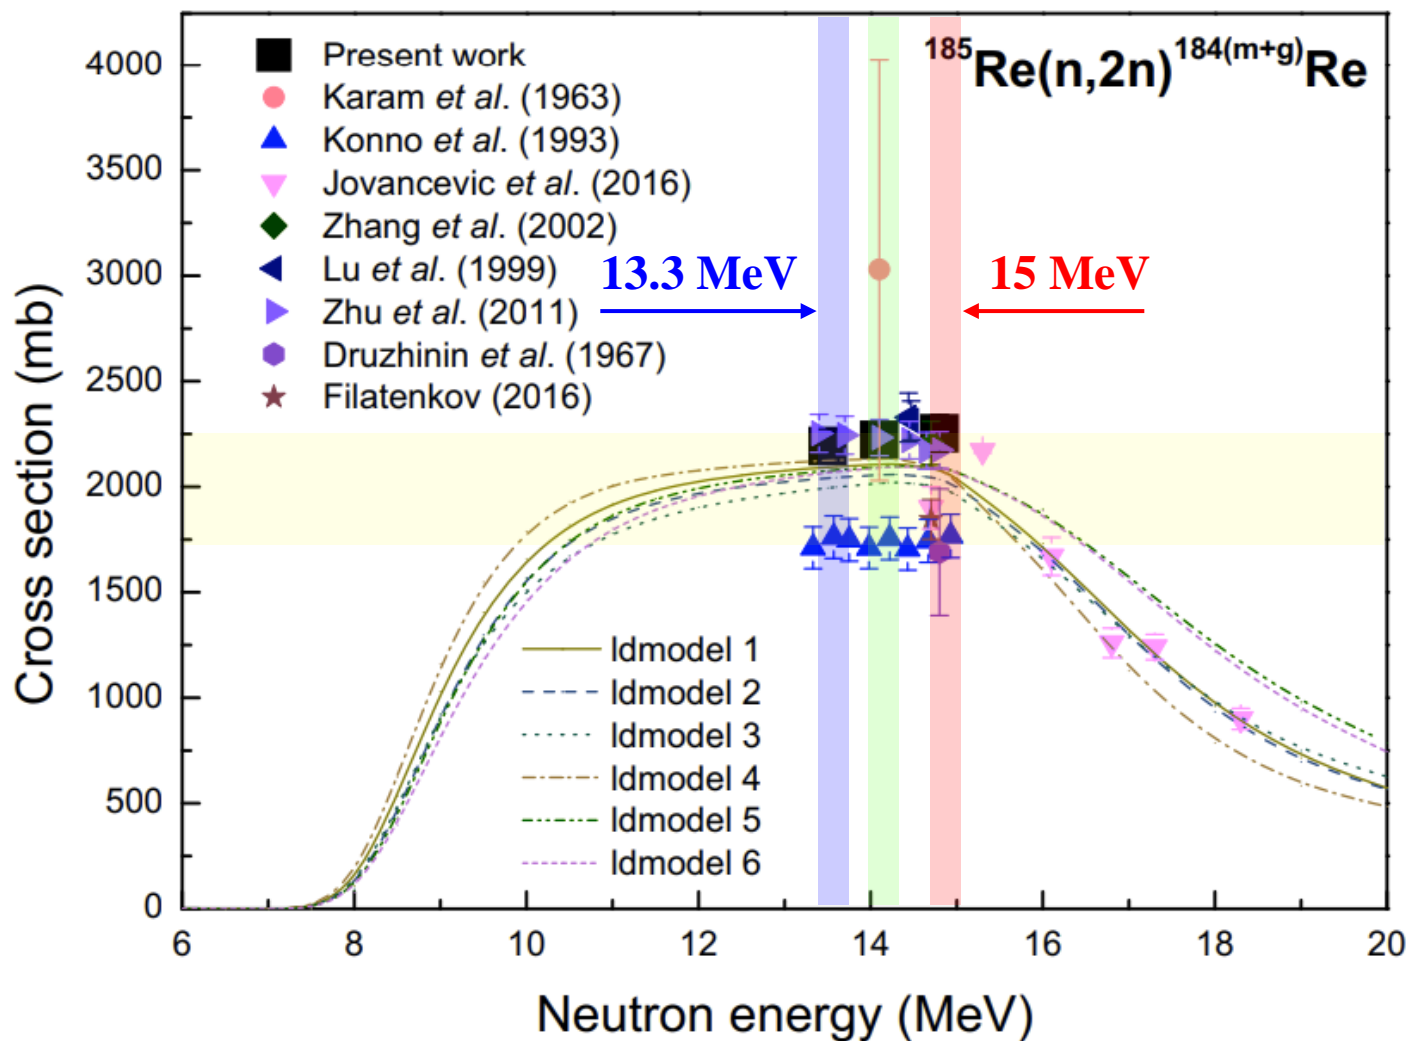 ¹⁸⁵Re(n,2n)¹⁸⁴⁽ᵐ⁺ᵍ⁾Re
Present work
Karam et al. (1963)
Konno et al. (1993)
Jovancevic et al. (2016)
Zhang et al. (2002)
Lu et al. (1999)
Zhu et al. (2011)
Druzhinin et al. (1967)
Filatenkov (2016)
13.3 MeV
15 MeV
ldmodel 1
ldmodel 2
ldmodel 3
ldmodel 4
ldmodel 5
ldmodel 6
Cross section (mb)
4000
3500
3000
2500
2000
1500
1000
500
0
6 8 10 12 14 16 18 20
Neutron energy (MeV)